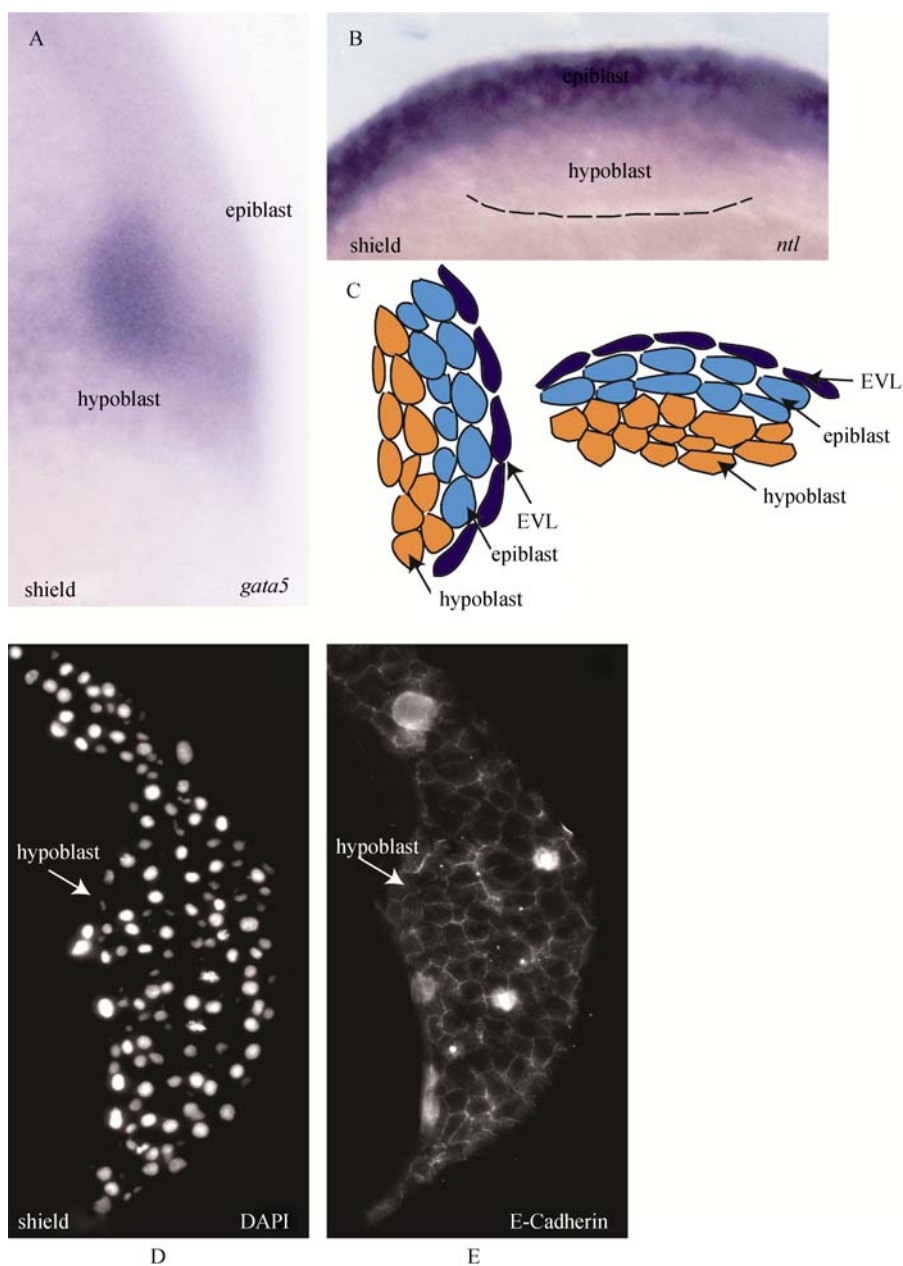 A
epiblast
hypoblast
shield
gata5
B
epiblast
hypoblast
shield
ntl
C
EVL
epiblast
hypoblast
EVL
epiblast
hypoblast
hypoblast
shield
DAPI
D
hypoblast
E-Cadherin
E